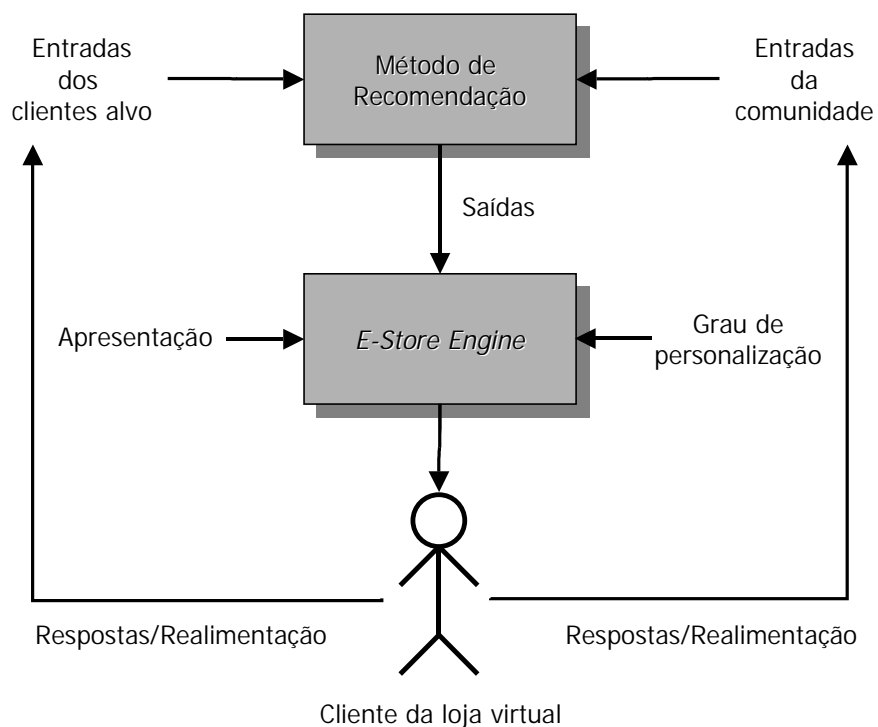 Entradas
dos
clientes alvo
Método de
Recomendação
Entradas
da
comunidade
Saídas
Apresentação
E-Store Engine
Grau de
personalização
Respostas/Realimentação
Respostas/Realimentação
Cliente da loja virtual